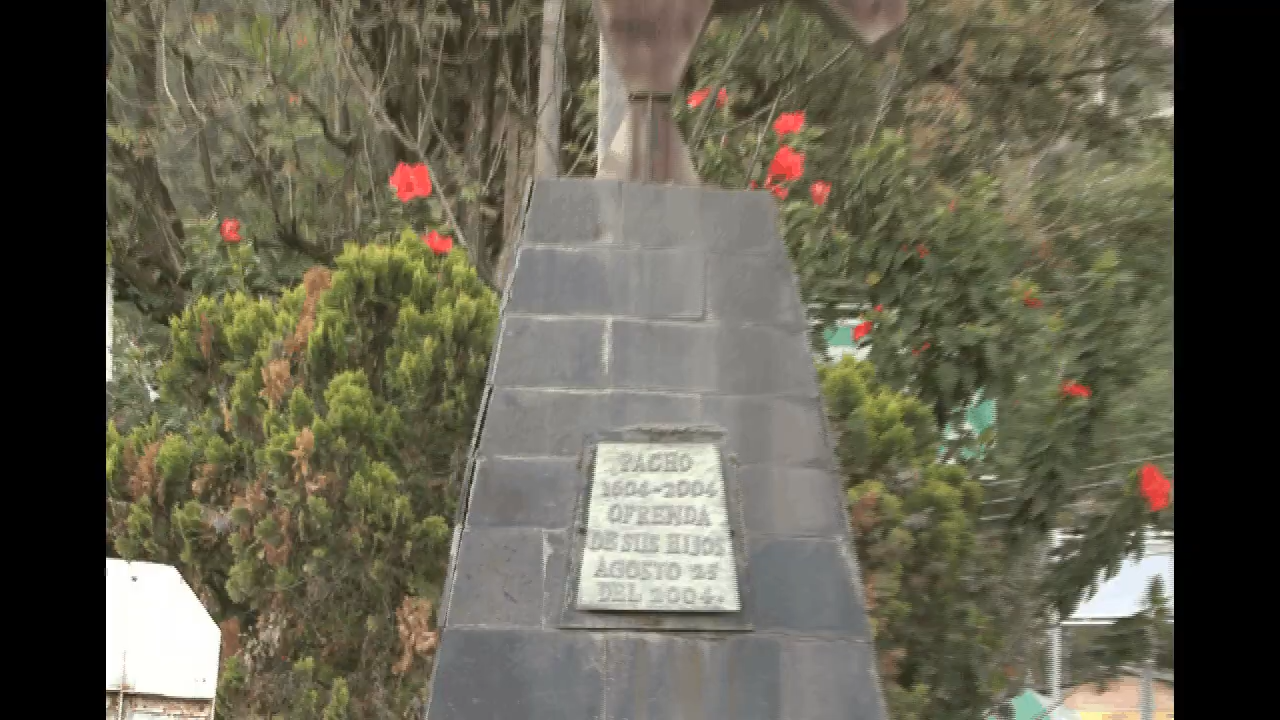 PACHO
1604-2004
OFRENDA
DE SUS HIJOS
AGOSTO 25
DEL 2004.